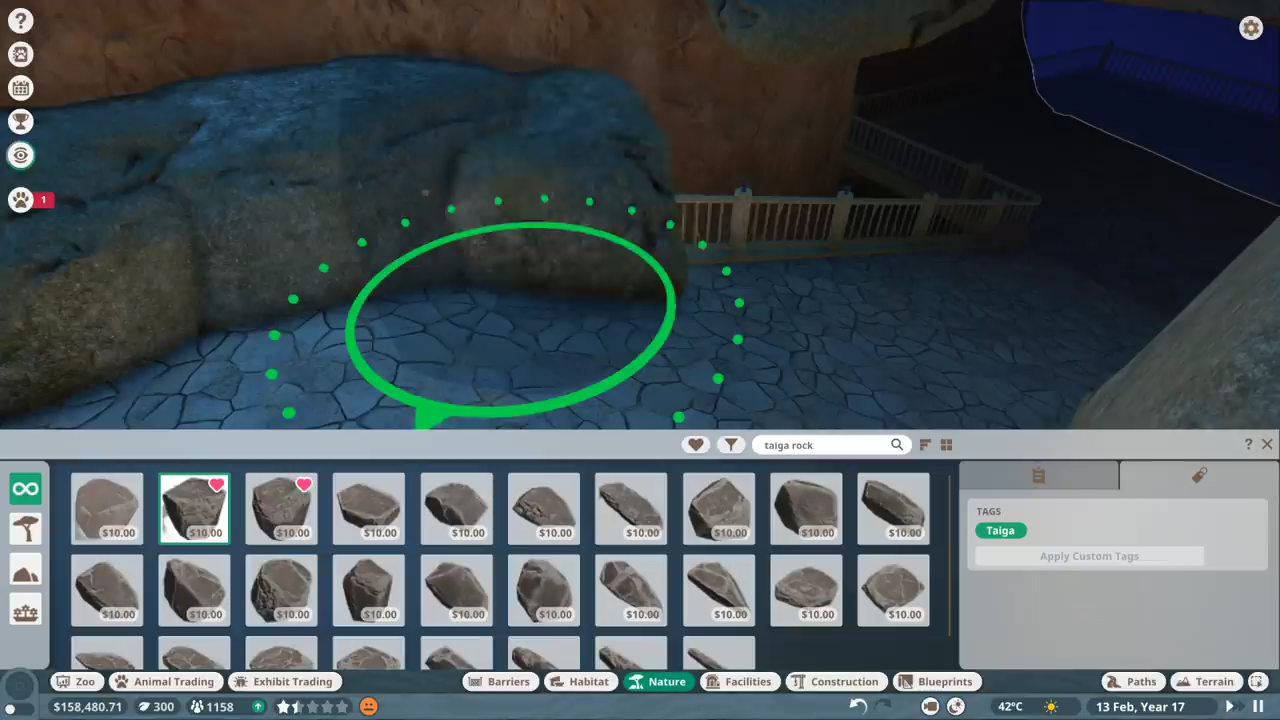 ?
1
taiga rock
?
$10.00 $10.00 $10.00 $10.00 $10.00 $10.00 $10.00 $10.00 $10.00 $10.00
TAGS
Taiga
Apply Custom Tags
$10.00 $10.00 $10.00 $10.00 $10.00 $10.00 $10.00 $10.00 $10.00 $10.00
Zoo Animal Trading Exhibit Trading Barriers Habitat Nature Facilities Construction Blueprints Paths Terrain
$158,480.71 300 1158 42°C 13 Feb, Year 17